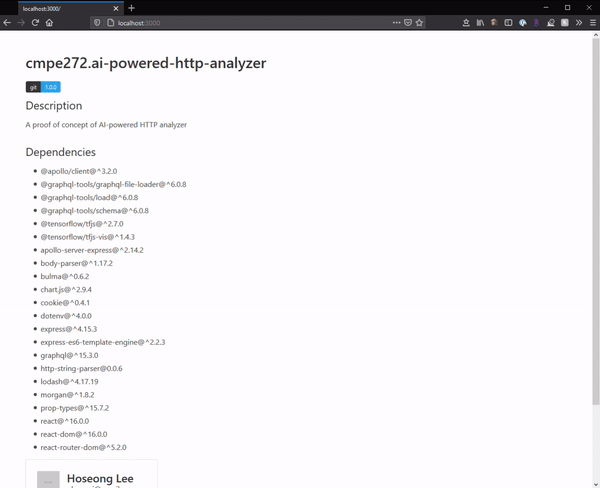 localhost:3000/
localhost:3000
cmpe272.ai-powered-http-analyzer
git 1.0.0
Description
A proof of concept of AI-powered HTTP analyzer
Dependencies
@apollo/client@^3.2.0
@graphql-tools/graphql-file-loader@^6.0.8
@graphql-tools/load@^6.0.8
@graphql-tools/schema@^6.0.8
@tensorflow/tfjs@^2.7.0
@tensorflow/tfjs-vis@^1.4.3
apollo-server-express@^2.14.2
body-parser@^1.17.2
bulma@^0.6.2
chart.js@^2.9.4
cookie@^0.4.1
dotenv@^4.0.0
express@^4.15.3
express-es6-template-engine@^2.2.3
graphql@^15.3.0
http-string-parser@0.0.6
lodash@^4.17.19
morgan@^1.8.2
prop-types@^15.7.2
react@^16.0.0
react-dom@^16.0.0
react-router-dom@^5.2.0
Hoseong Lee